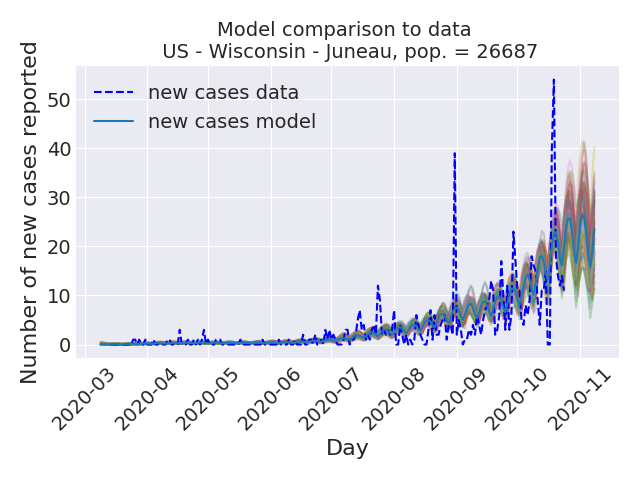 Model comparison to data
US - Wisconsin - Juneau, pop. = 26687
Number of new cases reported
50
40
30
20
10
0
new cases data
new cases model
2020-03
2020-04
2020-05
2020-06
2020-07
2020-08
2020-09
2020-10
2020-11
Day